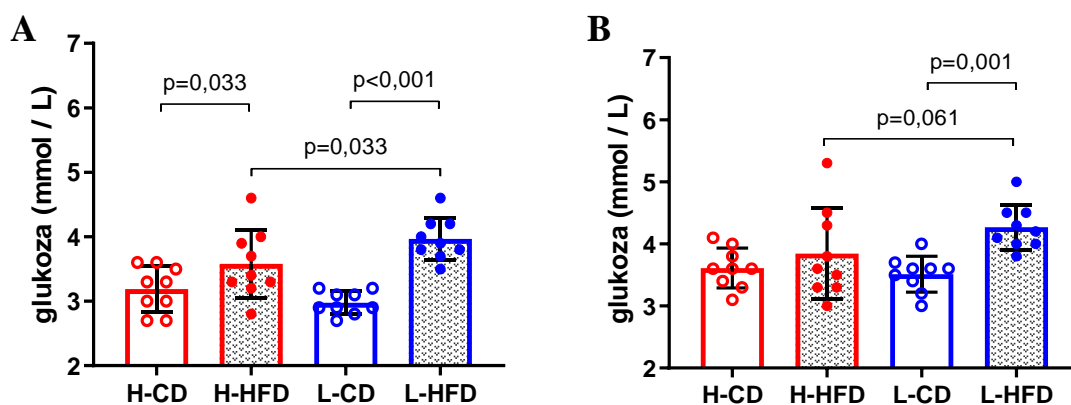 A
glukoza (mmol / L)
7
6
5
4
3
2
p=0,033
p<0,001
p=0,033
H-CD
H-HFD
L-CD
L-HFD
B
glukoza (mmol / L)
7
6
5
4
3
2
p=0,001
p=0,061
H-CD
H-HFD
L-CD
L-HFD